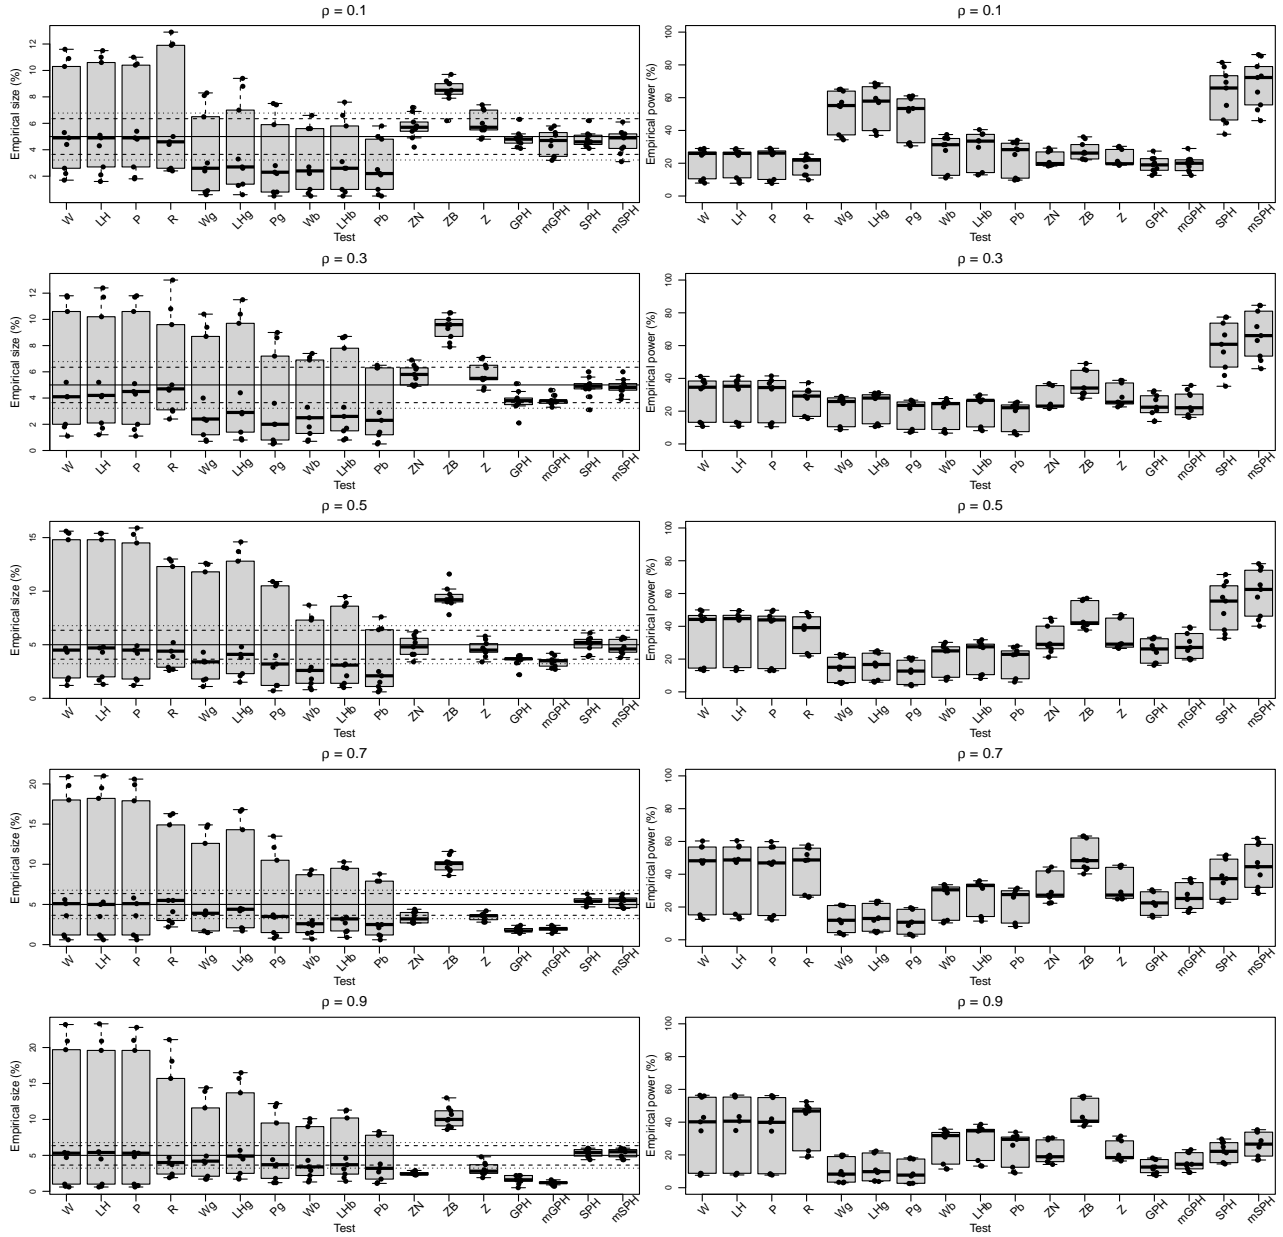 ρ = 0.1
Empirical size (%)
2 4 6 8 10 12
W LH P R Wg LHg Pg Wb LHb Pb ZN ZB Z GPH mGPH SPH mSPH
Test
ρ = 0.1
Empirical power (%)
0 20 40 60 80 100
W LH P R Wg LHg Pg Wb LHb Pb ZN ZB Z GPH mGPH SPH mSPH
Test
ρ = 0.3
Empirical size (%)
0 2 4 6 8 10 12
W LH P R Wg LHg Pg Wb LHb Pb ZN ZB Z GPH mGPH SPH mSPH
Test
ρ = 0.3
Empirical power (%)
0 20 40 60 80 100
W LH P R Wg LHg Pg Wb LHb Pb ZN ZB Z GPH mGPH SPH mSPH
Test
ρ = 0.5
Empirical size (%)
0 5 10 15
W LH P R Wg LHg Pg Wb LHb Pb ZN ZB Z GPH mGPH SPH mSPH
Test
ρ = 0.5
Empirical power (%)
0 20 40 60 80 100
W LH P R Wg LHg Pg Wb LHb Pb ZN ZB Z GPH mGPH SPH mSPH
Test
ρ = 0.7
Empirical size (%)
0 5 10 15 20
W LH P R Wg LHg Pg Wb LHb Pb ZN ZB Z GPH mGPH SPH mSPH
Test
ρ = 0.7
Empirical power (%)
0 20 40 60 80 100
W LH P R Wg LHg Pg Wb LHb Pb ZN ZB Z GPH mGPH SPH mSPH
Test
ρ = 0.9
Empirical size (%)
0 5 10 15 20
W LH P R Wg LHg Pg Wb LHb Pb ZN ZB Z GPH mGPH SPH mSPH
Test
ρ = 0.9
Empirical power (%)
0 20 40 60 80 100
W LH P R Wg LHg Pg Wb LHb Pb ZN ZB Z GPH mGPH SPH mSPH
Test